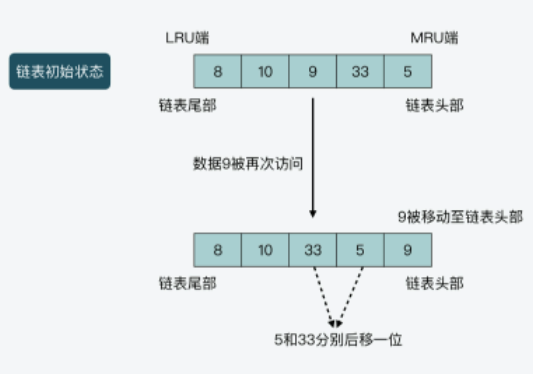 LRU端 MRU端
链表初始状态 8 10 9 33 5
链表尾部 链表头部
数据9被再次访问
9被移动至链表头部
8 10 33 5 9
链表尾部 链表头部
5和33分别后移一位